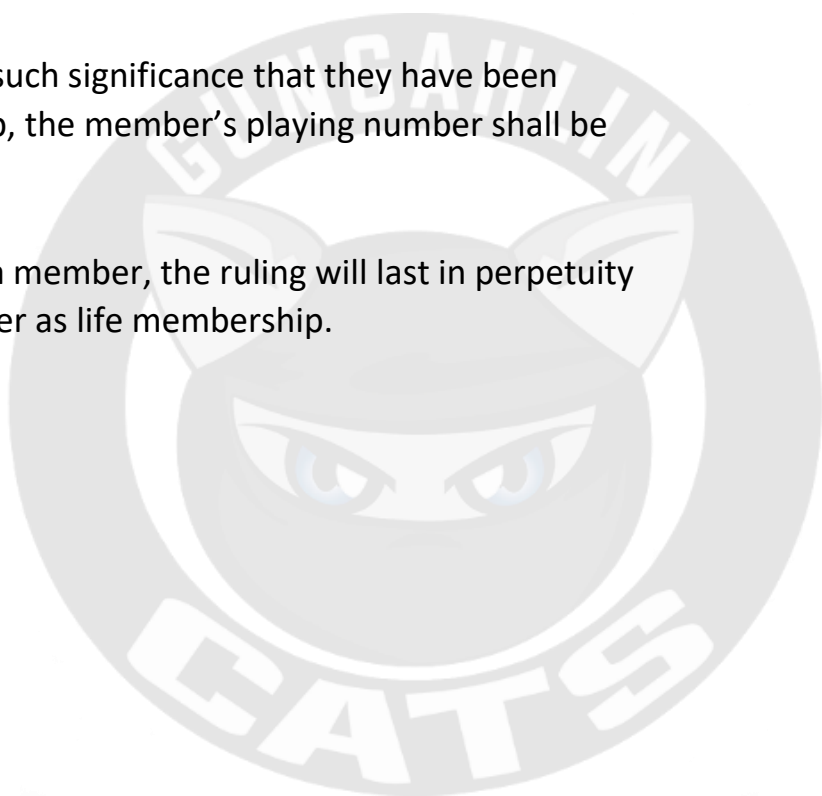 GUNGAHLIN
such significance that they have been
, the member’s playing number shall be
a member, the ruling will last in perpetuity
er as life membership.
CATS